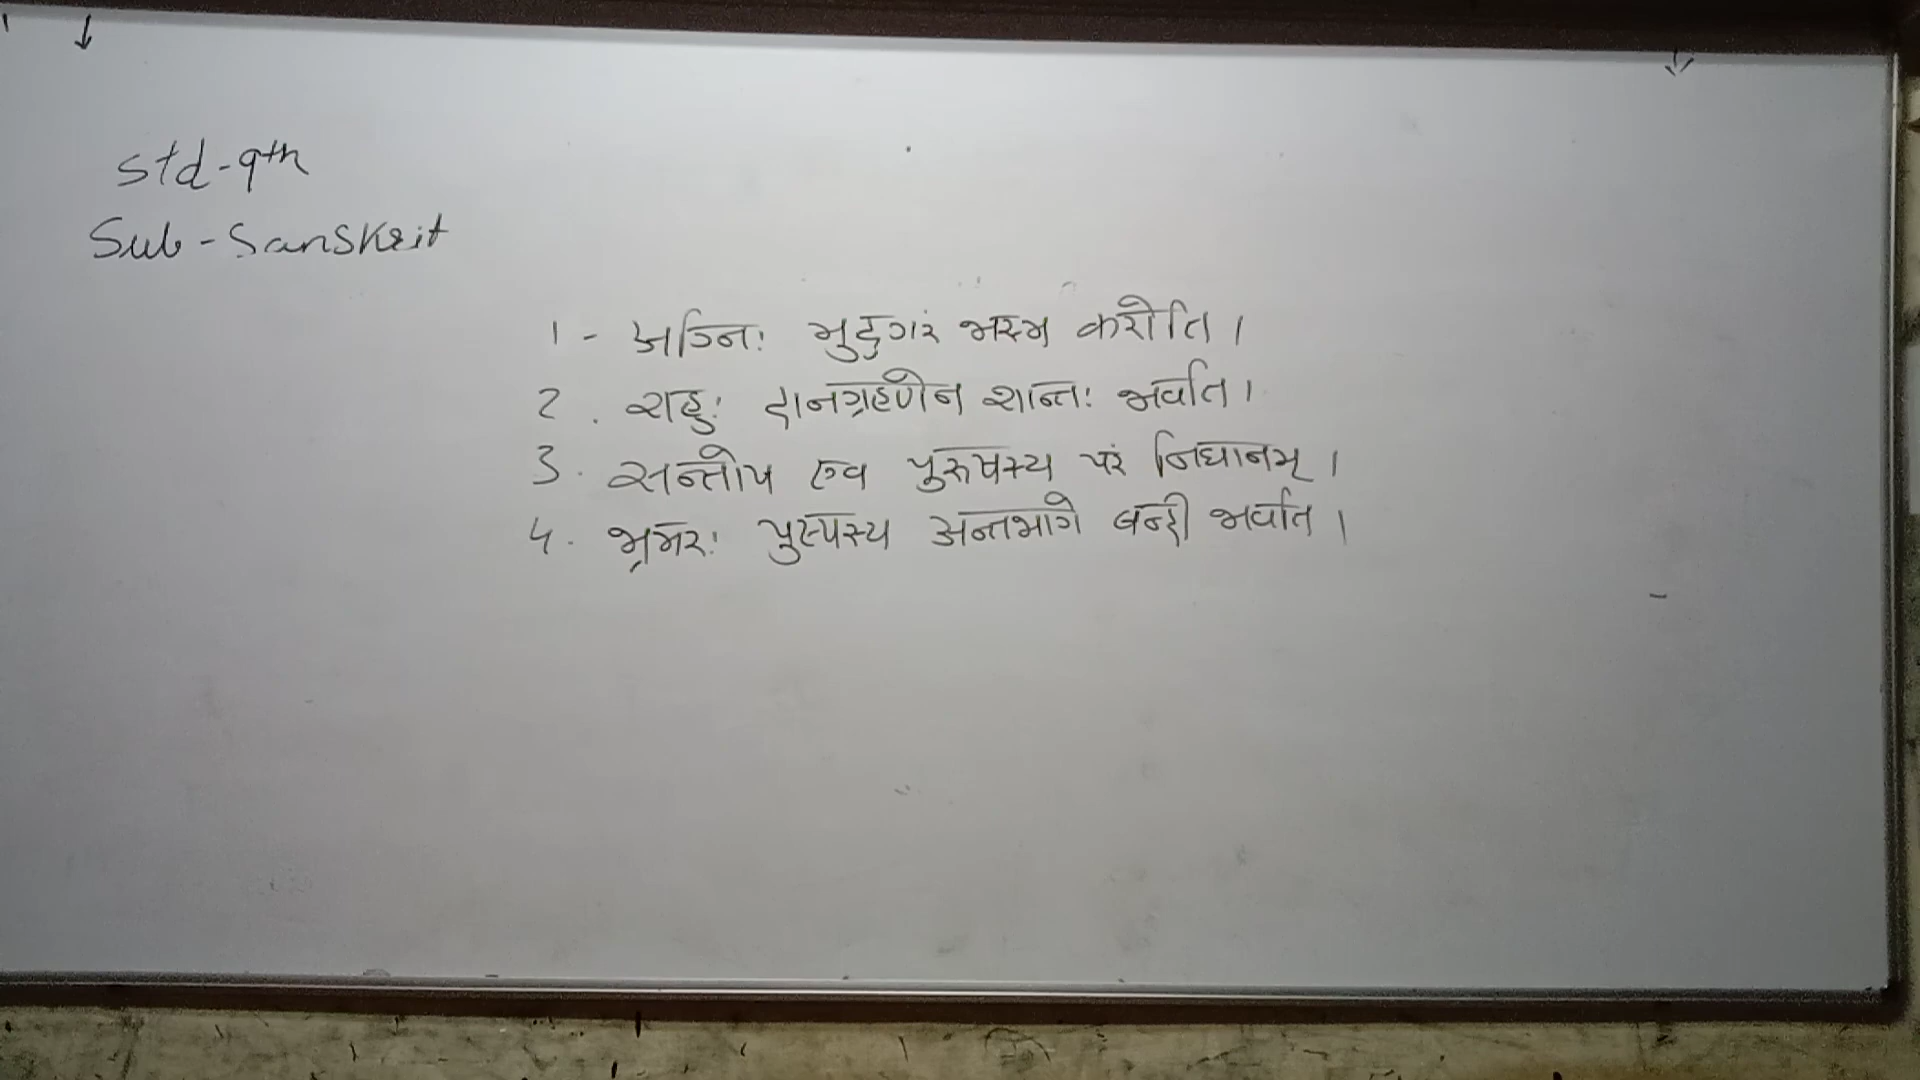 Std-9th
Sub-Sanskrit
1- अग्निः मुदुगरं भस्म करोति।
2. राहुः दानग्रहणेन शान्तः भवति।
3. सन्तोष एव पुरुषस्य परं निधानम्।
4. भ्रमरः पुष्पस्य अन्तभागे बन्दी भवति।